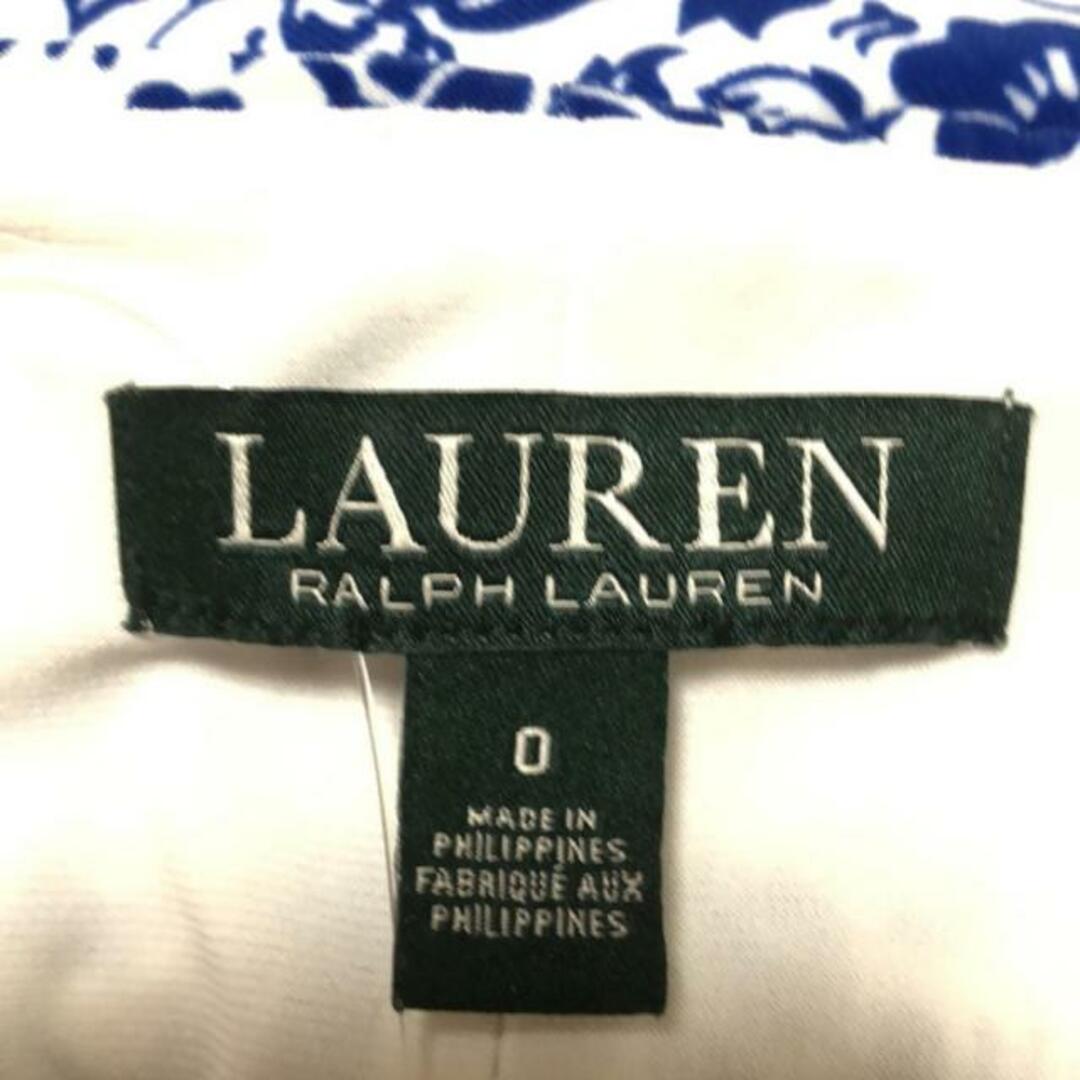 LAUREN
RALPH LAUREN
0
MADE IN
PHILIPPINES
FABRIQUÉ AUX
PHILIPPINES